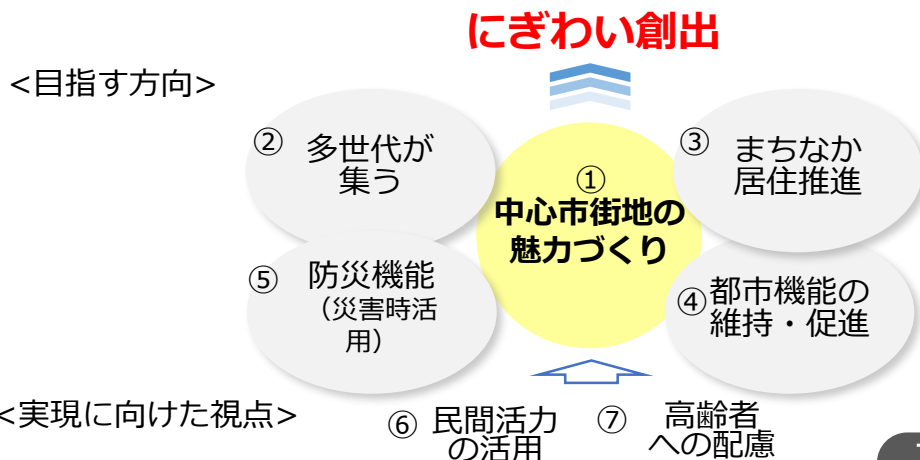 にぎわい創出
<目指す方向>
② 多世代が
集う
③ まちなか
居住推進
①
中心市街地の
魅力づくり
⑤ 防災機能
（災害時活
用）
④ 都市機能の
維持・促進
<実現に向けた視点>
⑥ 民間活力
の活用
⑦ 高齢者
への配慮